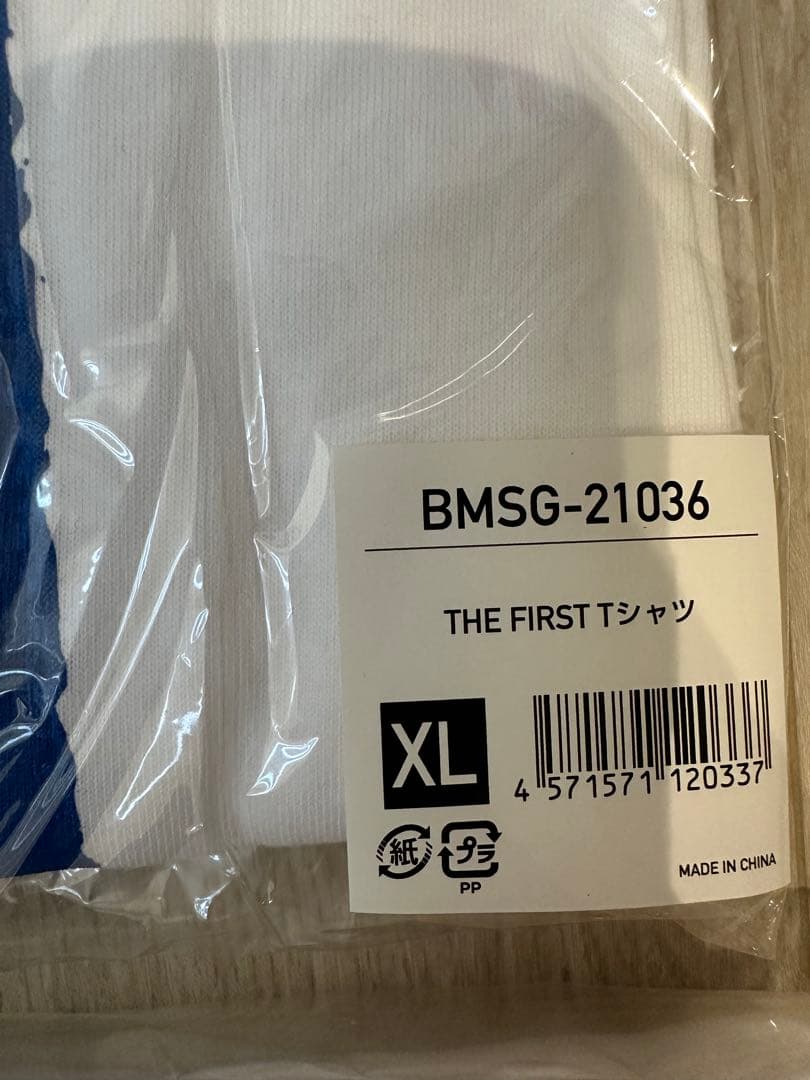 BMSG-21036
THE FIRST Tシャツ
XL
4 571571 120337
紙
プラ
PP
MADE IN CHINA